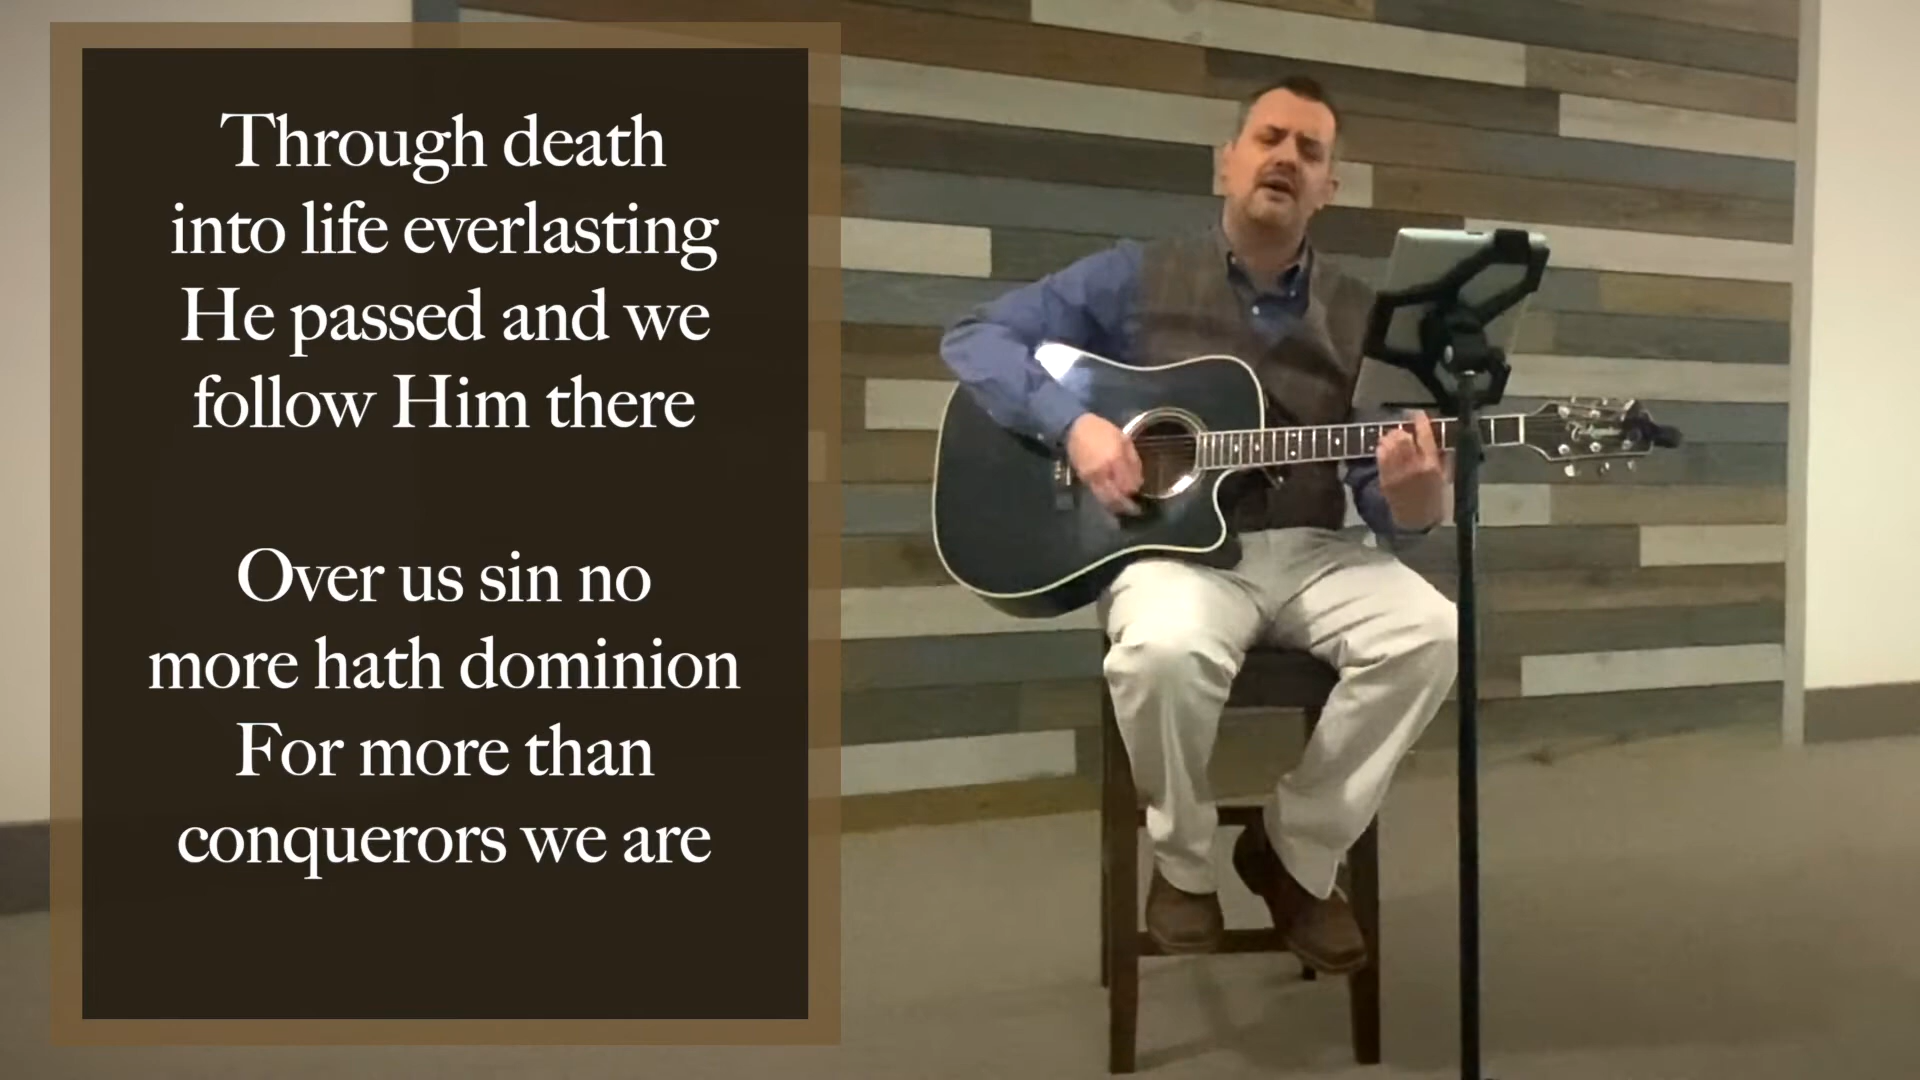 Through death
into life everlasting
He passed and we
follow Him there
Over us sin no
more hath dominion
For more than
conquerors we are